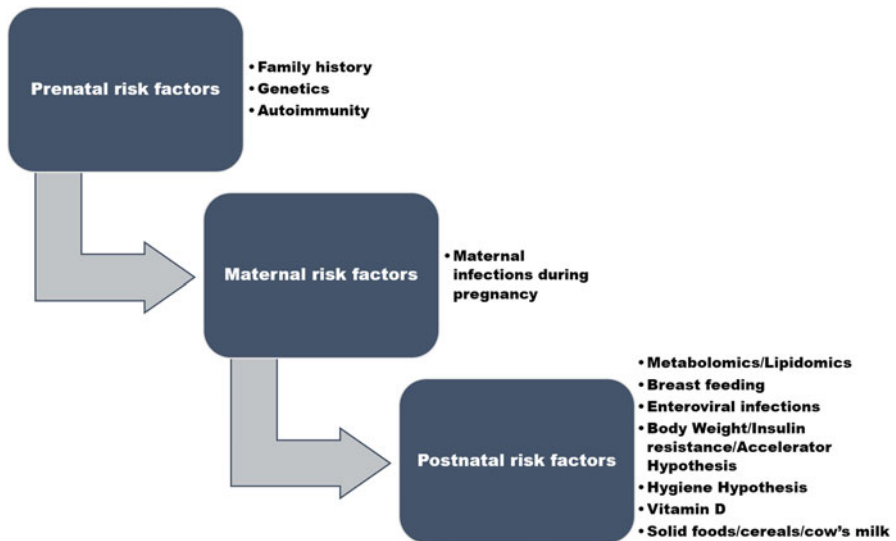 Prenatal risk factors
• Family history
• Genetics
• Autoimmunity
Maternal risk factors
• Maternal
infections during
pregnancy
Postnatal risk factors
• Metabolomics/Lipidomics
• Breast feeding
• Enteroviral infections
• Body Weight/Insulin
resistance/Accelerator
Hypothesis
• Hygiene Hypothesis
• Vitamin D
• Solid foods/cereals/cow's milk